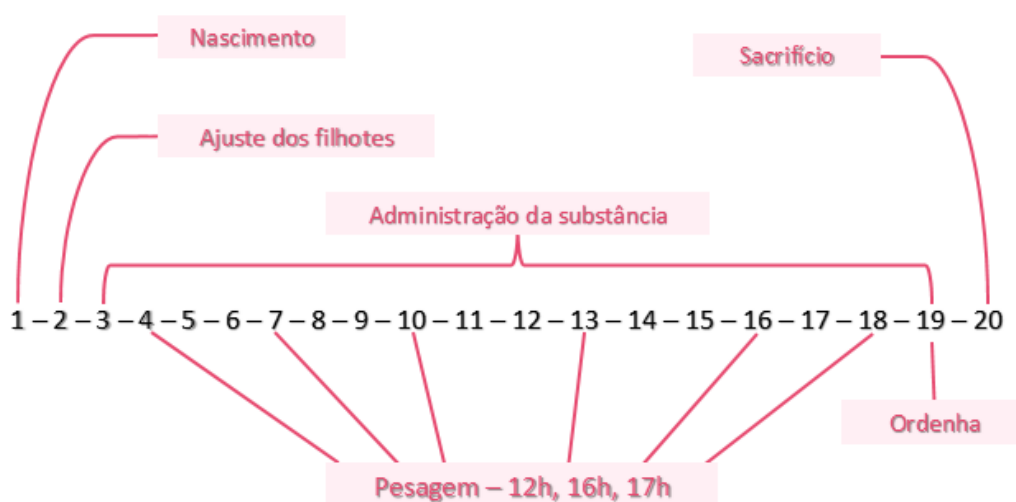 Nascimento
Sacrifício
Ajuste dos filhotes
Administração da substância
1 – 2 – 3 – 4 – 5 – 6 – 7 – 8 – 9 – 10 – 11 – 12 – 13 – 14 – 15 – 16 – 17 – 18 – 19 – 20
Ordenha
Pesagem – 12h, 16h, 17h